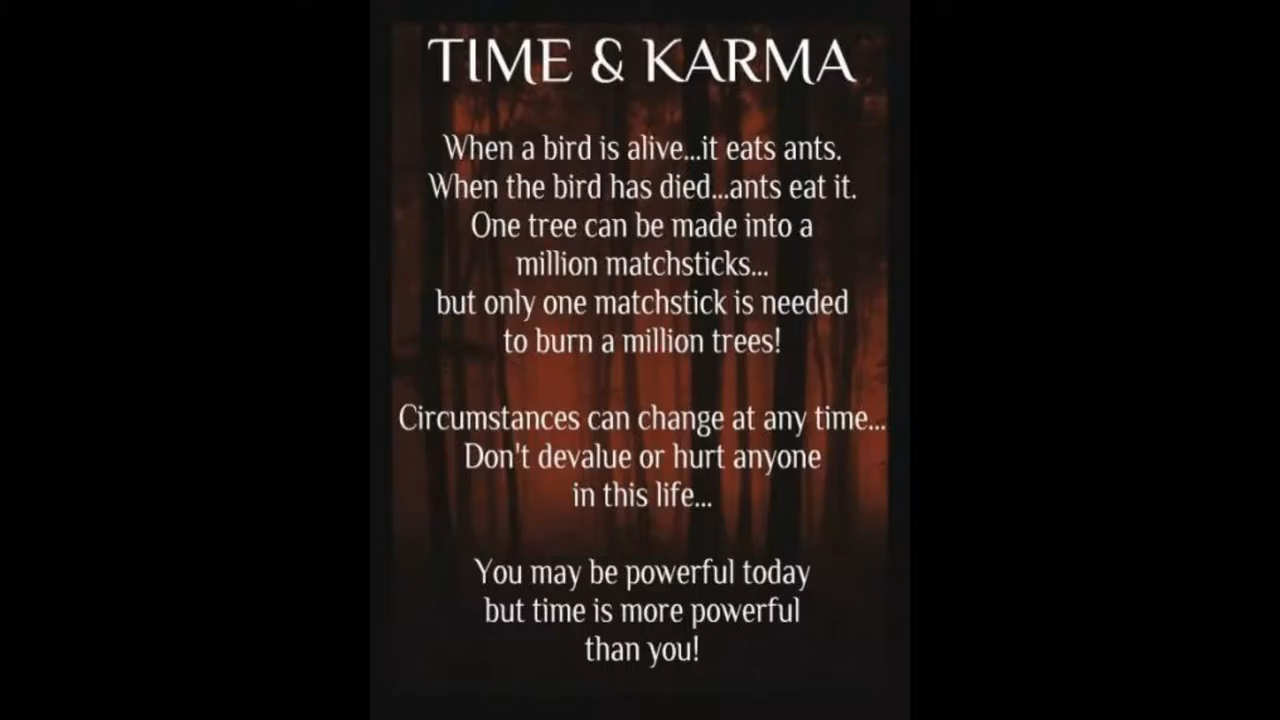 TIME & KARMA
When a bird is alive...it eats ants.
When the bird has died...ants eat it.
One tree can be made into a
million matchsticks...
but only one matchstick is needed
to burn a million trees!
Circumstances can change at any time...
Don't devalue or hurt anyone
in this life...
You may be powerful today
but time is more powerful
than you!